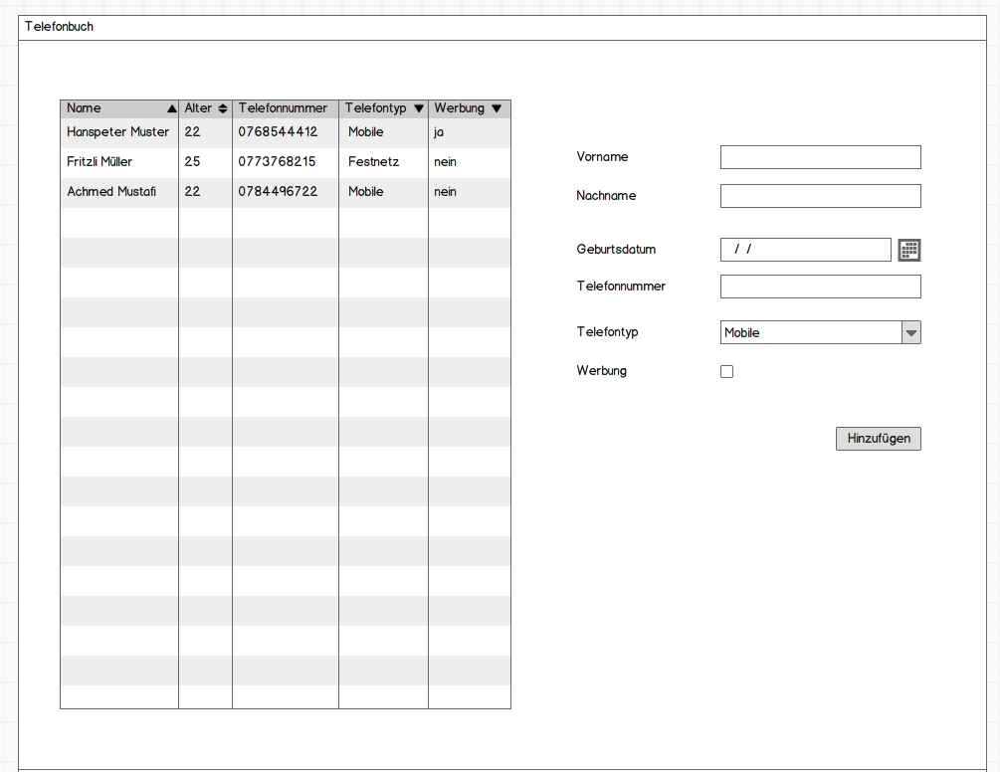 Telefonbuch
Name Alter Telefonnummer Telefontyp Werbung
Hanspeter Muster 22 0768544412 Mobile ja
Fritzli Müller 25 0773768215 Festnetz nein
Achmed Mustafi 22 0784496722 Mobile nein
Vorname
Nachname
Geburtsdatum / /
Telefonnummer
Telefontyp Mobile
Werbung
Hinzufügen